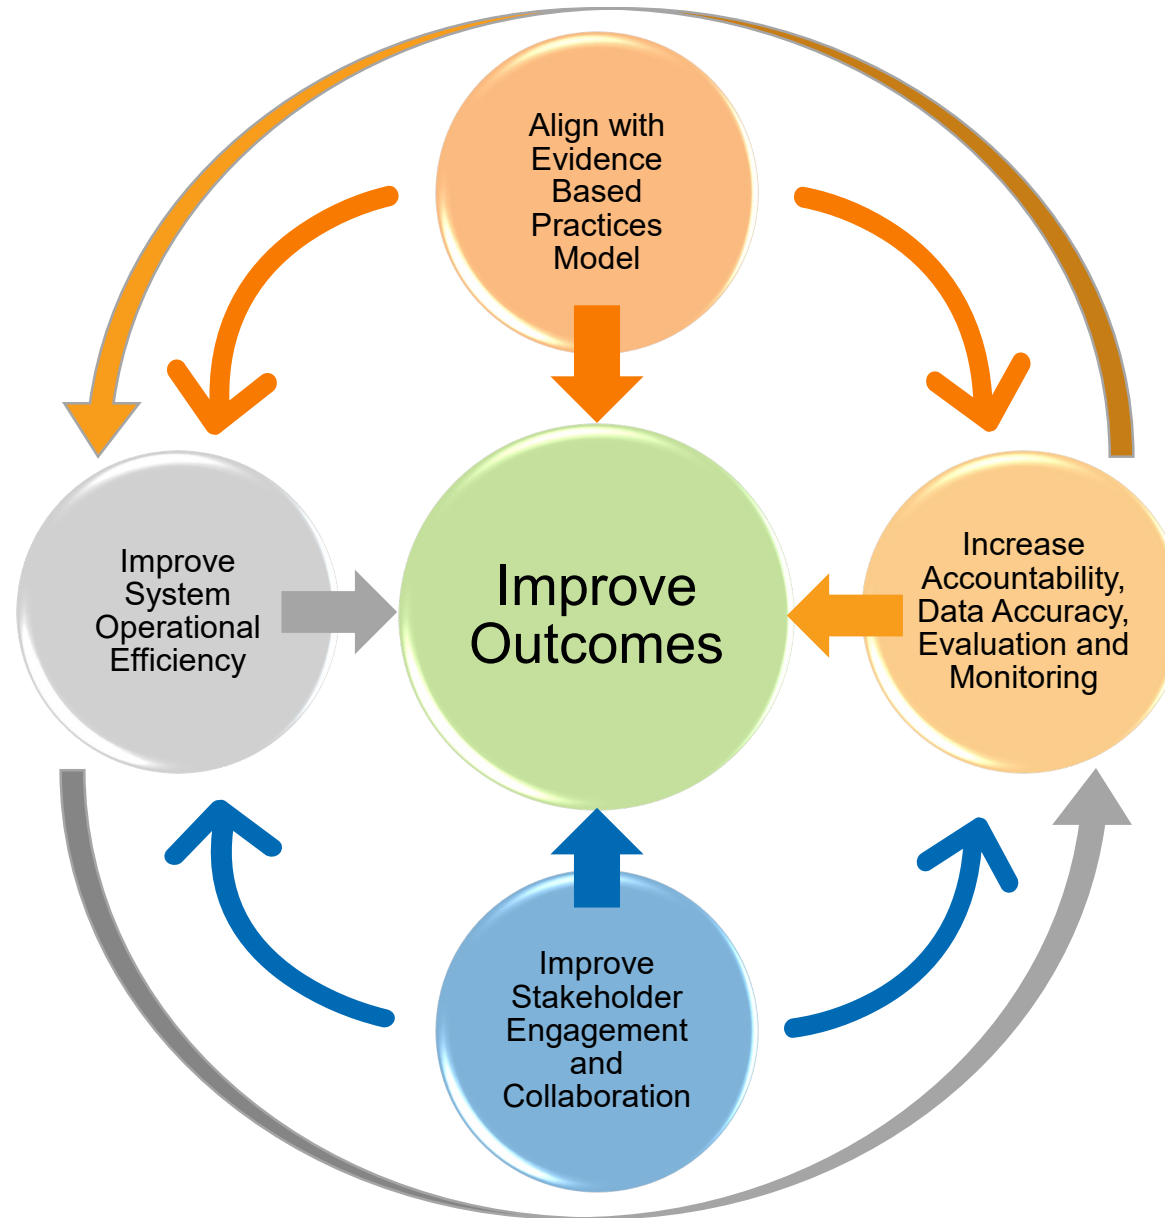 Align with
Evidence
Based
Practices
Model
Improve
System
Operational
Efficiency
Improve
Outcomes
Increase
Accountability,
Data Accuracy,
Evaluation and
Monitoring
Improve
Stakeholder
Engagement
and
Collaboration